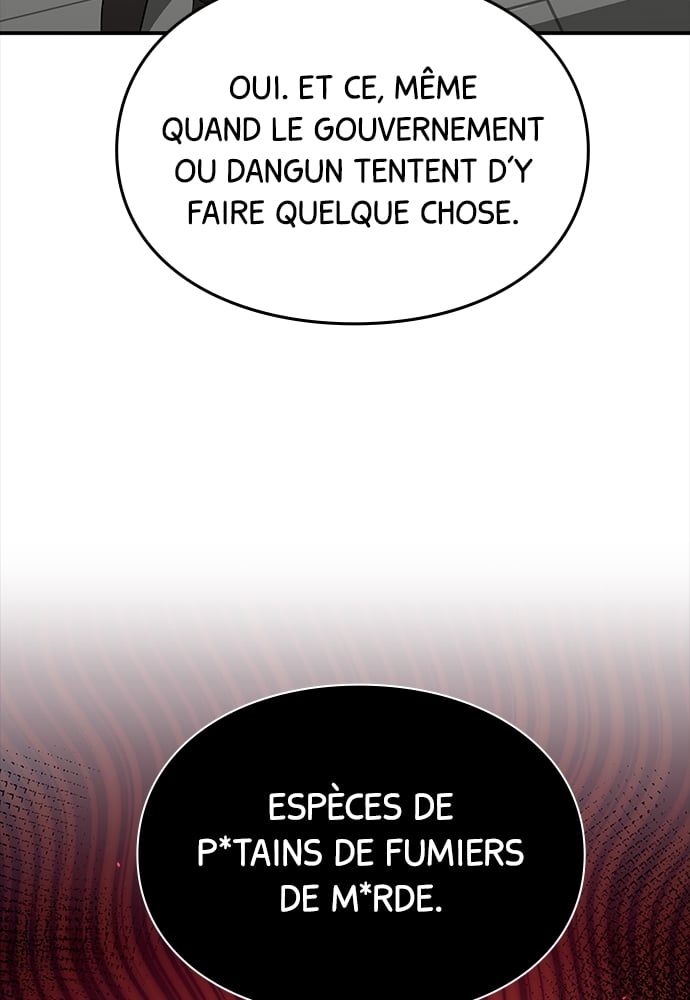 OUI. ET CE, MÊME
QUAND LE GOUVERNEMENT
OU DANGUN TENTENT D'Y
FAIRE QUELQUE CHOSE.
ESPÈCES DE
P*TAINS DE FUMIERS
DE M*RDE.